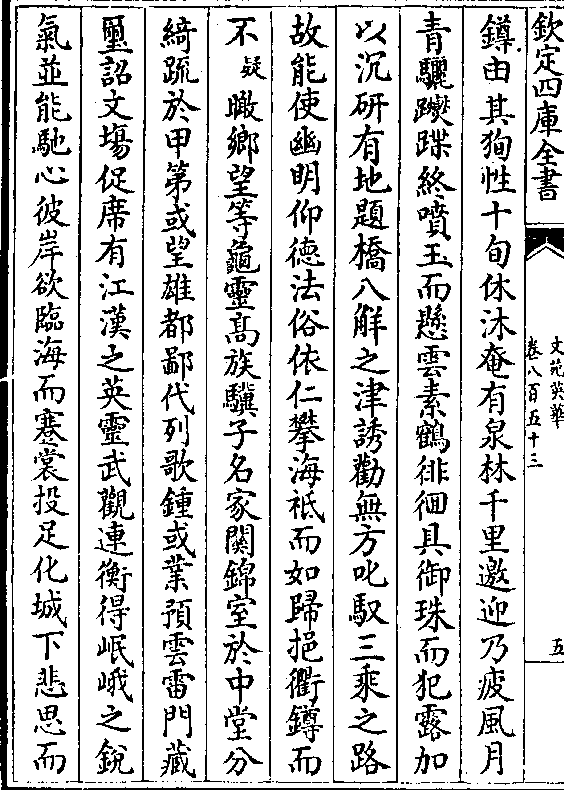 欽定四庫全書
文苑英華
卷八百五十三
五
鐏由其狥性十旬休沐奄有泉林千里邀迎乃疲風月
青驪躞蹀終噴玉而懸雲素鶴徘徊具御珠而犯露加
以沉研有地題橋八解之津誘勸無方叱馭三乘之路
故能使幽明仰德法俗依仁攀海祇而如歸挹衢鐏而
不疑瞰鄉望等龜靈髙族驥子名家闗錦室於中堂分
綺疏於甲第或望雄都鄙代列歌鍾或業預雲雷門藏
璽詔文塲促席有江漢之英靈武觀連衡得岷峨之銳
氣並能馳心彼岸欲臨海而蹇裳投足化城下悲思而